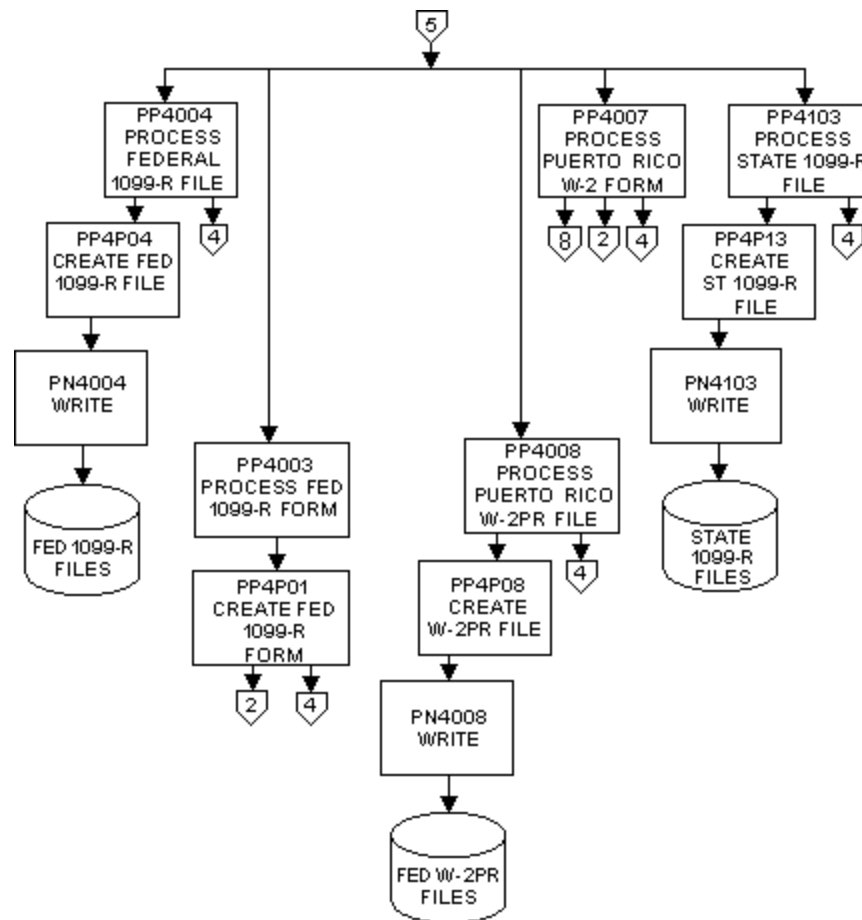 5
PP4004
PROCESS
FEDERAL
1099-R FILE
4
PP4P04
CREATE FED
1099-R FILE
PN4004
WRITE
FED 1099-R
FILES
PP4003
PROCESS FED
1099-R FORM
PP4P01
CREATE FED
1099-R
FORM
2
4
PP4008
PROCESS
PUERTO RICO
W-2PR FILE
4
PP4P08
CREATE
W-2PR FILE
PN4008
WRITE
FED W-2PR
FILES
PP4007
PROCESS
PUERTO RICO
W-2 FORM
8
2
4
PP4103
PROCESS
STATE 1099-R
FILE
4
PP4P13
CREATE
ST 1099-R
FILE
PN4103
WRITE
STATE
1099-R
FILES